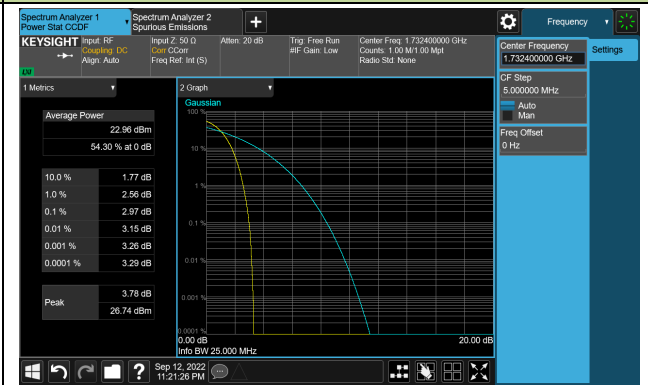 Spectrum Analyzer 1
Power Stat CCDF
Spectrum Analyzer 2
Spurious Emissions
Frequency
KEYSIGHT
Input: RF
Coupling: DC
Align: Auto
Input Z: 50 Ω
Corr CCorr
Freq Ref: Int (S)
Atten: 20 dB
Trig: Free Run
#IF Gain: Low
Center Freq: 1.732400000 GHz
Counts: 1.00 M/1.00 Mpt
Radio Std: None
LXI
1 Metrics
Average Power
22.96 dBm
54.30 % at 0 dB
10.0 % 1.77 dB
1.0 % 2.56 dB
0.1 % 2.97 dB
0.01 % 3.15 dB
0.001 % 3.26 dB
0.0001 % 3.29 dB
Peak
3.78 dB
26.74 dBm
2 Graph
Gaussian
100 %
10 %
1 %
0.1 %
0.01 %
0.001 %
0.0001 %
0.00 dB 20.00 dB
Info BW 25.000 MHz
Center Frequency
1.732400000 GHz
Settings
CF Step
5.000000 MHz
Auto
Man
Freq Offset
0 Hz
Sep 12, 2022
11:21:26 PM